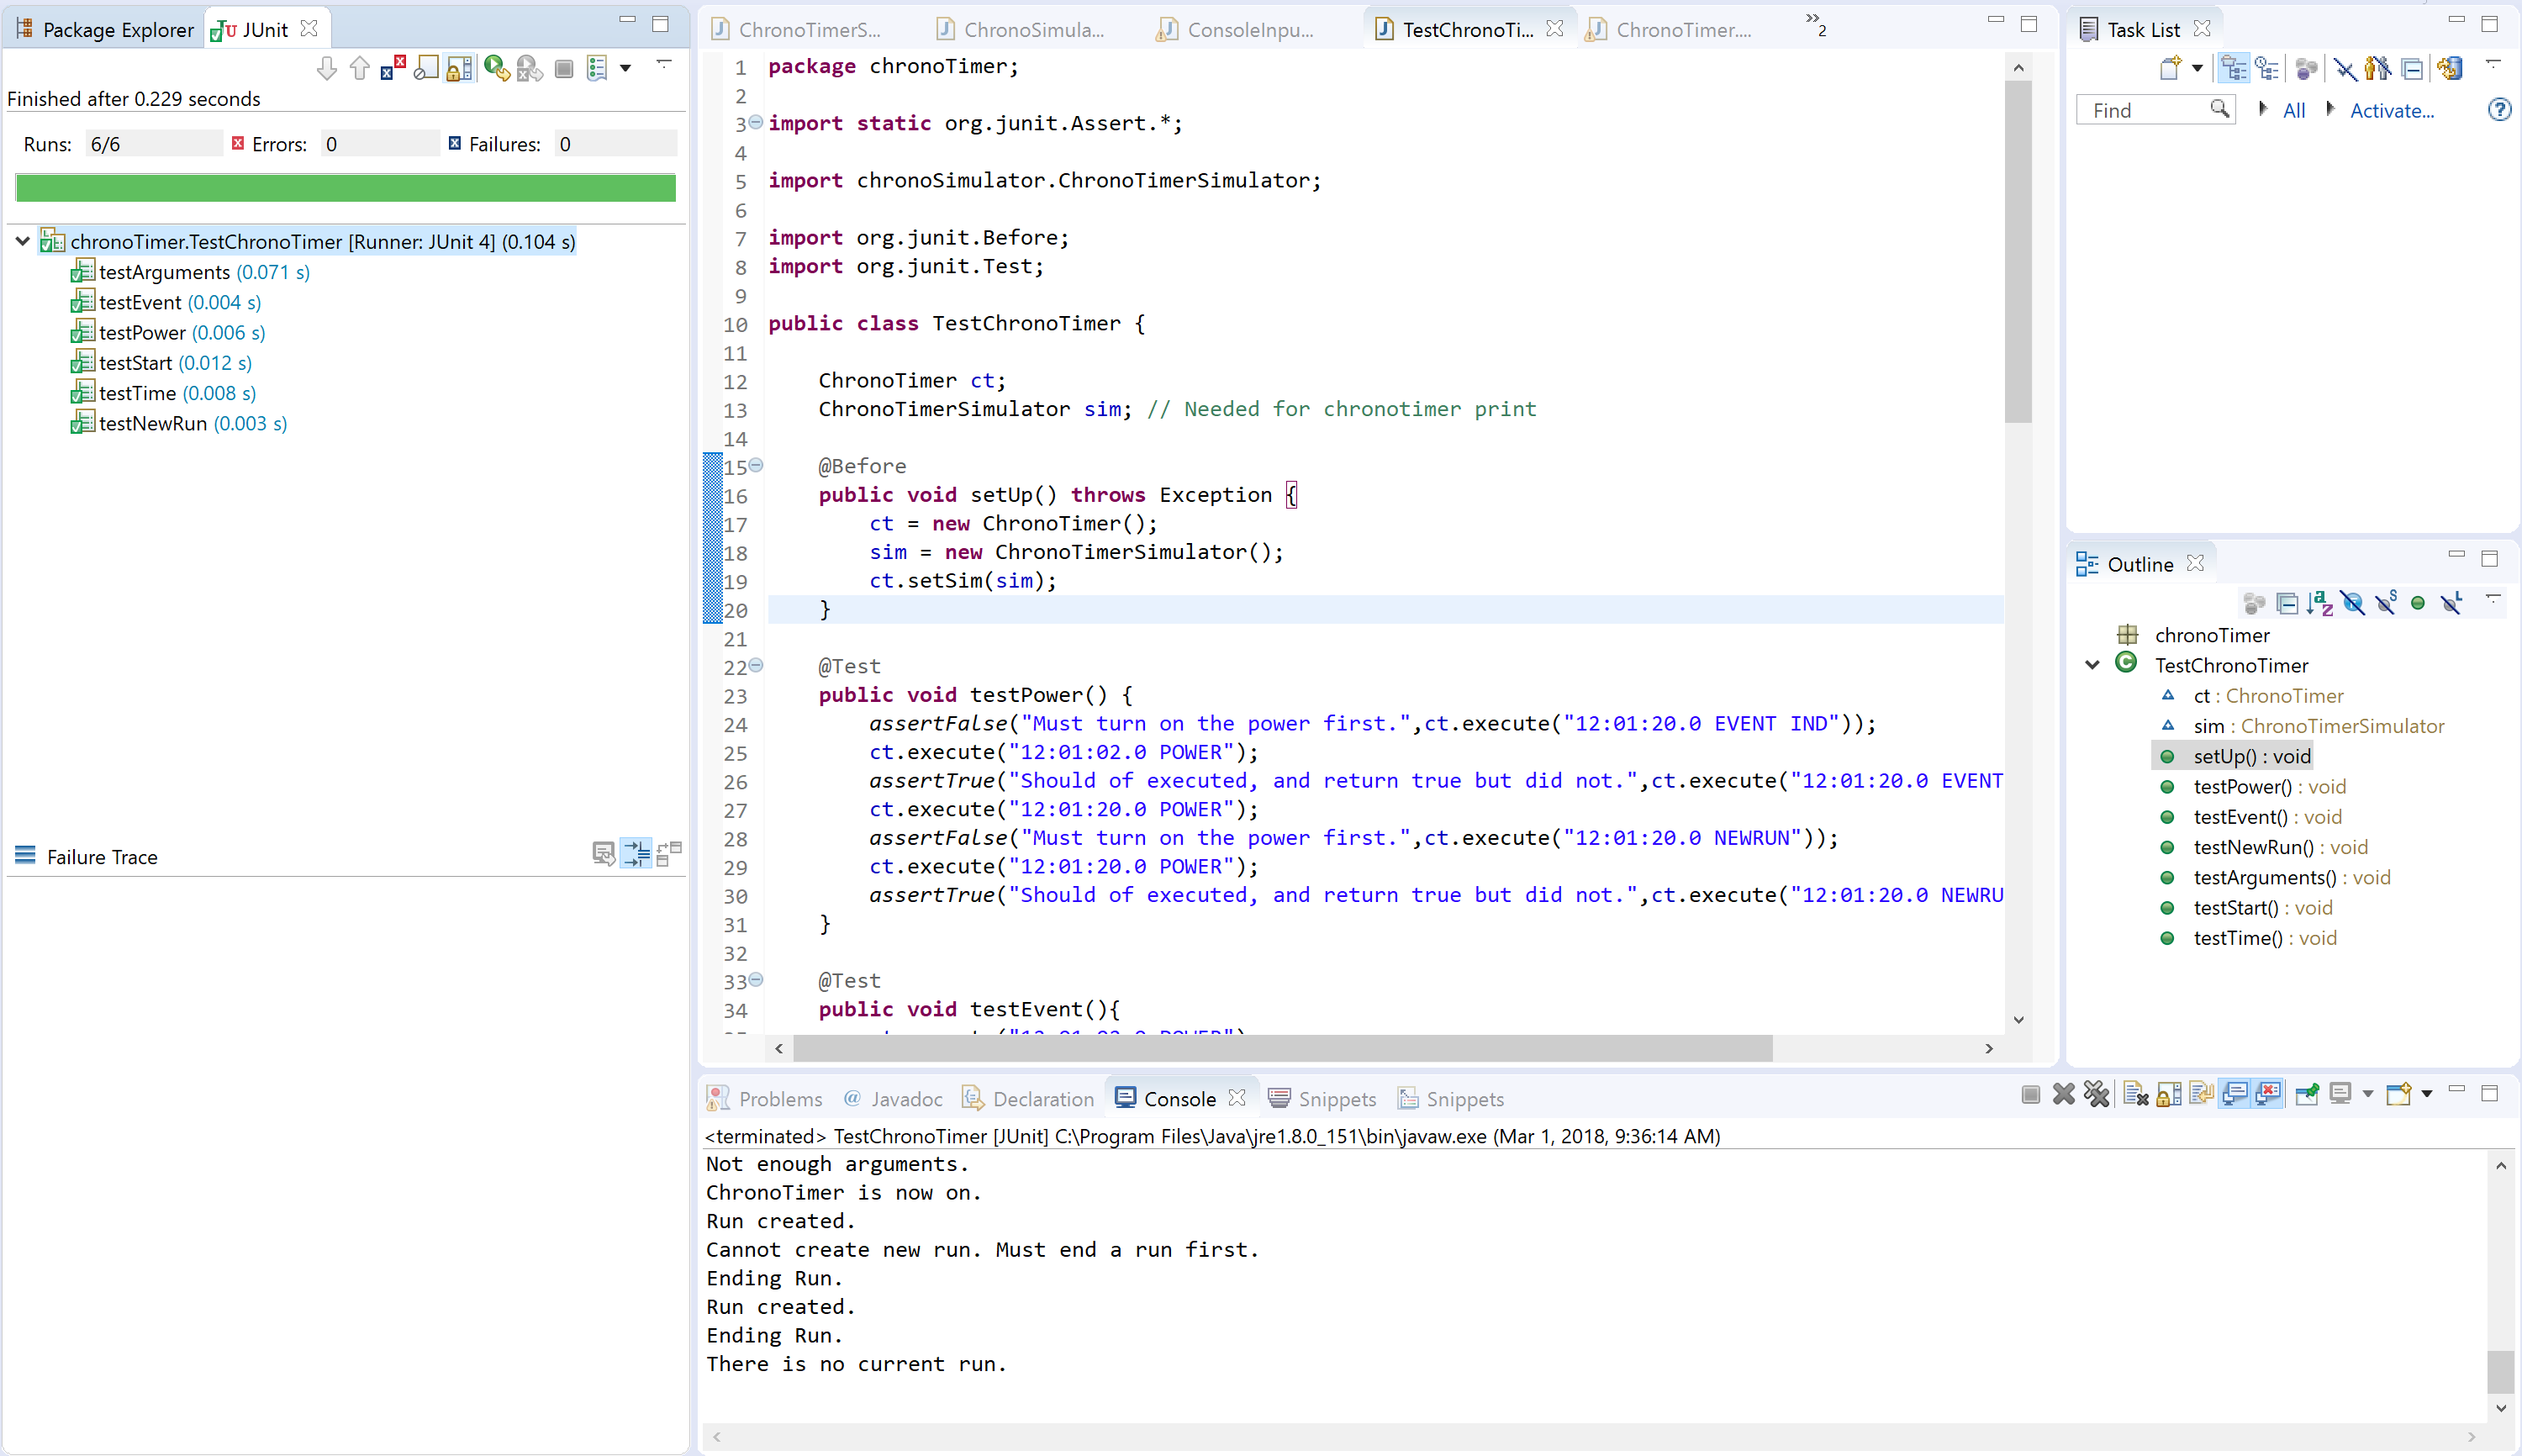 Package Explorer
JUnit
Finished after 0.229 seconds
Runs: 6/6 Errors: 0 Failures: 0
chronoTimer.TestChronoTimer [Runner: JUnit 4] (0.104 s)
testArguments (0.071 s)
testEvent (0.004 s)
testPower (0.006 s)
testStart (0.012 s)
testTime (0.008 s)
testNewRun (0.003 s)
Failure Trace
ChronoTimerS... ChronoSimula... ConsoleInpu... TestChronoTi... ChronoTimer.... »2
1 package chronoTimer;
2
3 import static org.junit.Assert.*;
4
5 import chronoSimulator.ChronoTimerSimulator;
6
7 import org.junit.Before;
8 import org.junit.Test;
9
10 public class TestChronoTimer {
11
12 ChronoTimer ct;
13 ChronoTimerSimulator sim; // Needed for chronotimer print
14
15 @Before
16 public void setUp() throws Exception {
17 ct = new ChronoTimer();
18 sim = new ChronoTimerSimulator();
19 ct.setSim(sim);
20 }
21
22 @Test
23 public void testPower() {
24 assertFalse("Must turn on the power first.",ct.execute("12:01:20.0 EVENT IND"));
25 ct.execute("12:01:02.0 POWER");
26 assertTrue("Should of executed, and return true but did not.",ct.execute("12:01:20.0 EVENT
27 ct.execute("12:01:20.0 POWER");
28 assertFalse("Must turn on the power first.",ct.execute("12:01:20.0 NEWRUN"));
29 ct.execute("12:01:20.0 POWER");
30 assertTrue("Should of executed, and return true but did not.",ct.execute("12:01:20.0 NEWRU
31 }
32
33 @Test
34 public void testEvent(){
Problems @ Javadoc Declaration Console Snippets Snippets
<terminated> TestChronoTimer [JUnit] C:\Program Files\Java\jre1.8.0_151\bin\javaw.exe (Mar 1, 2018, 9:36:14 AM)
Not enough arguments.
ChronoTimer is now on.
Run created.
Cannot create new run. Must end a run first.
Ending Run.
Run created.
Ending Run.
There is no current run.
Task List
Find All Activate...
Outline
chronoTimer
TestChronoTimer
ct : ChronoTimer
sim : ChronoTimerSimulator
setUp() : void
testPower() : void
testEvent() : void
testNewRun() : void
testArguments() : void
testStart() : void
testTime() : void